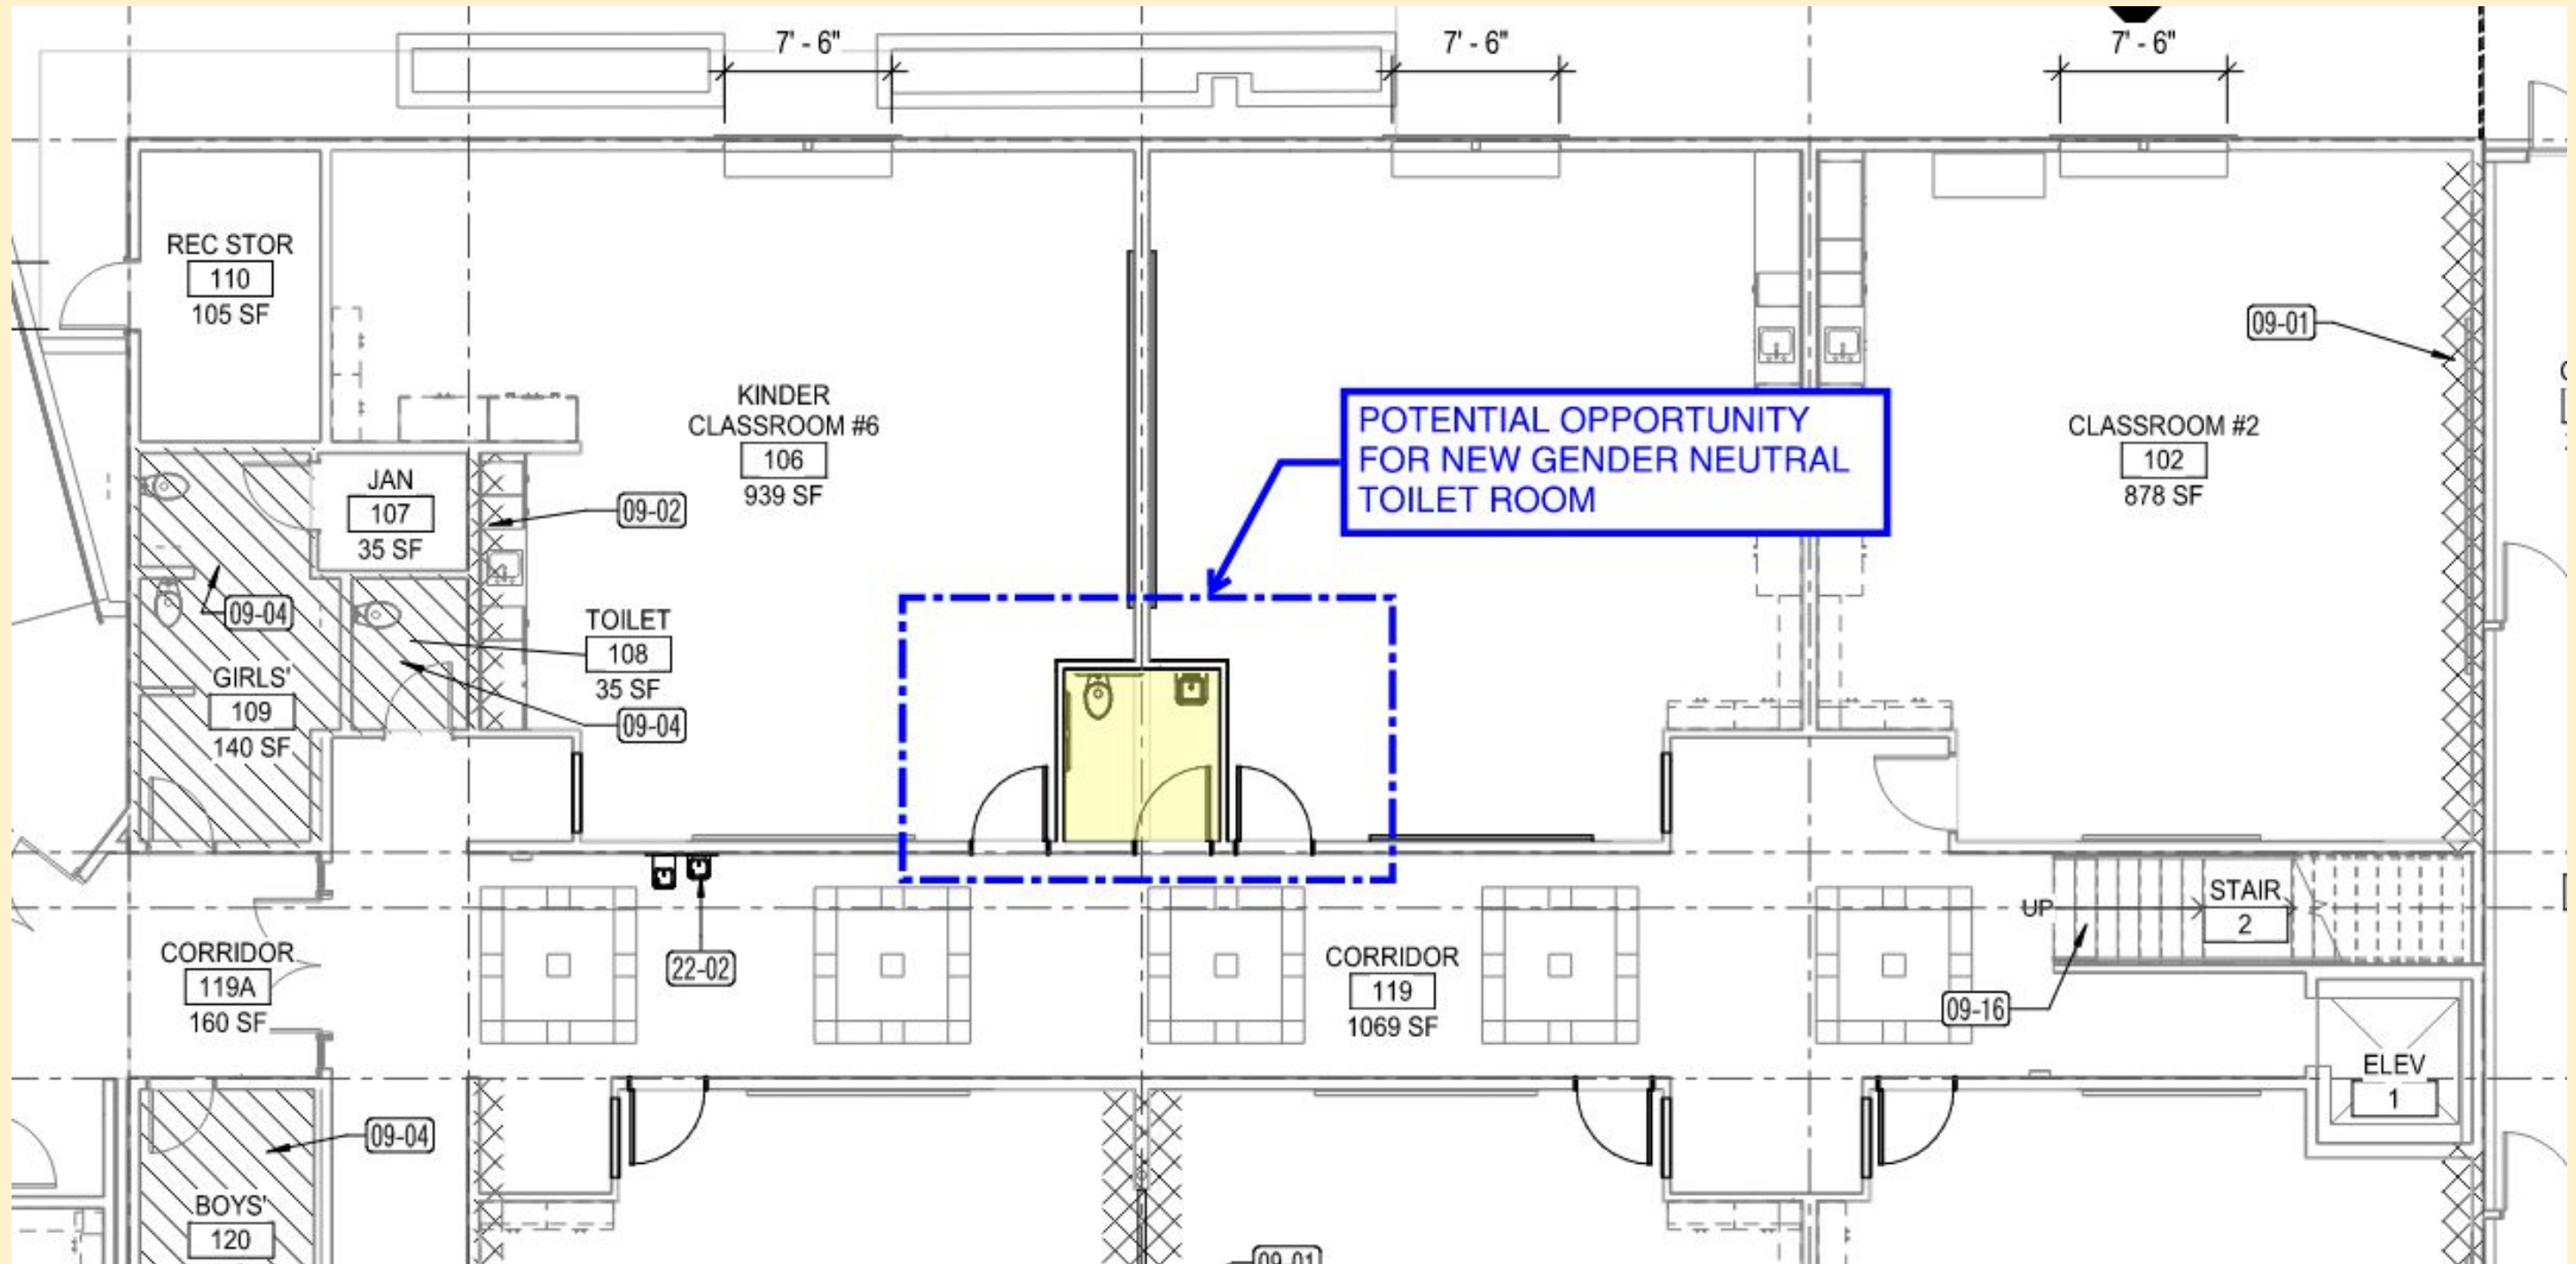 7' - 6"
7' - 6"
7' - 6"
REC STOR
110
105 SF
09-01
KINDER
CLASSROOM #6
106
939 SF
POTENTIAL OPPORTUNITY
FOR NEW GENDER NEUTRAL
TOILET ROOM
CLASSROOM #2
102
878 SF
JAN
107
35 SF
09-02
09-04
TOILET
108
35 SF
GIRLS'
109
140 SF
09-04
UP
STAIR
2
CORRIDOR
119A
160 SF
22-02
CORRIDOR
119
1069 SF
09-16
ELEV
1
09-04
BOYS'
120
09-01